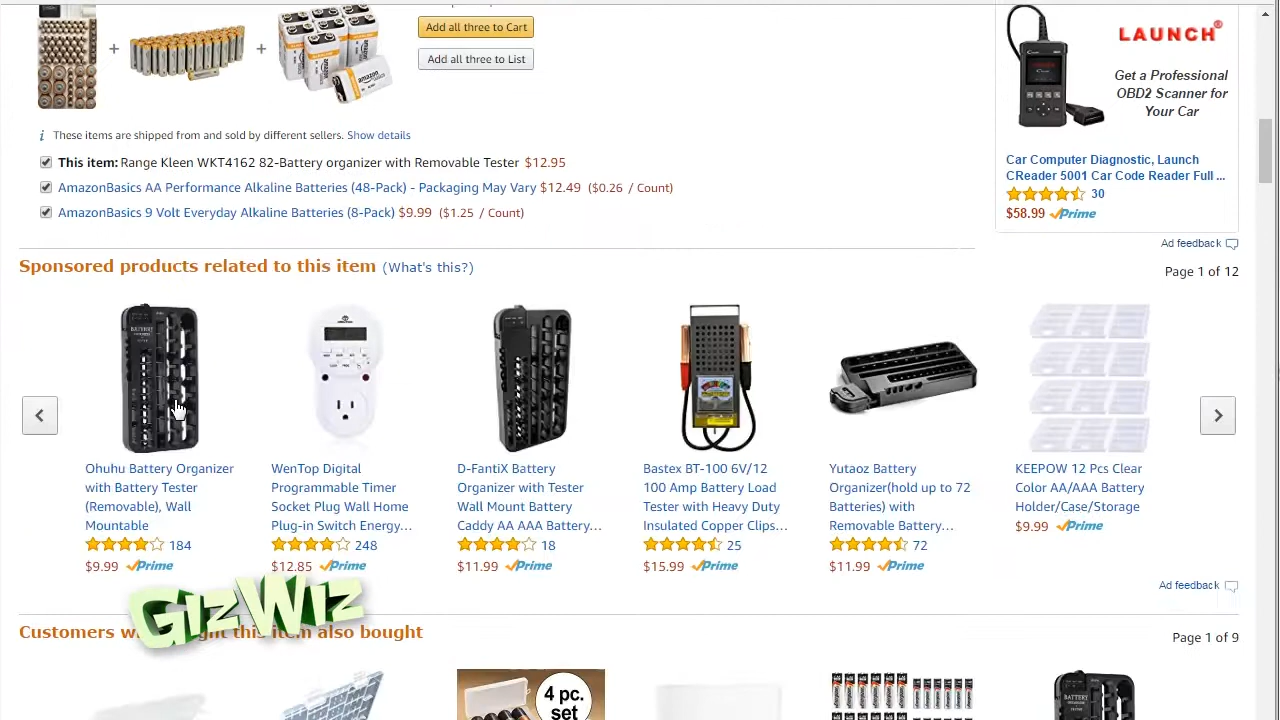 Add all three to Cart
Add all three to List
+
+
i These items are shipped from and sold by different sellers. Show details
This item: Range Kleen WKT4162 82-Battery organizer with Removable Tester $12.95
AmazonBasics AA Performance Alkaline Batteries (48-Pack) - Packaging May Vary $12.49 ($0.26 / Count)
AmazonBasics 9 Volt Everyday Alkaline Batteries (8-Pack) $9.99 ($1.25 / Count)
LAUNCH
Get a Professional
OBD2 Scanner for
Your Car
Car Computer Diagnostic, Launch
CReader 5001 Car Code Reader Full ...
30
$58.99 Prime
Ad feedback
Sponsored products related to this item (What's this?)
Page 1 of 12
Ohuhu Battery Organizer
with Battery Tester
(Removable), Wall
Mountable
184
$9.99 Prime
WenTop Digital
Programmable Timer
Socket Plug Wall Home
Plug-in Switch Energy...
248
$12.85 Prime
D-FantiX Battery
Organizer with Tester
Wall Mount Battery
Caddy AA AAA Battery...
18
$11.99 Prime
Bastex BT-100 6V/12
100 Amp Battery Load
Tester with Heavy Duty
Insulated Copper Clips...
25
$15.99 Prime
Yutaoz Battery
Organizer(hold up to 72
Batteries) with
Removable Battery...
72
$11.99 Prime
KEEPOW 12 Pcs Clear
Color AA/AAA Battery
Holder/Case/Storage
$9.99 Prime
Ad feedback
GizWiz
Customers w ght this item also bought
Page 1 of 9
4 pc.
set
BATTERY